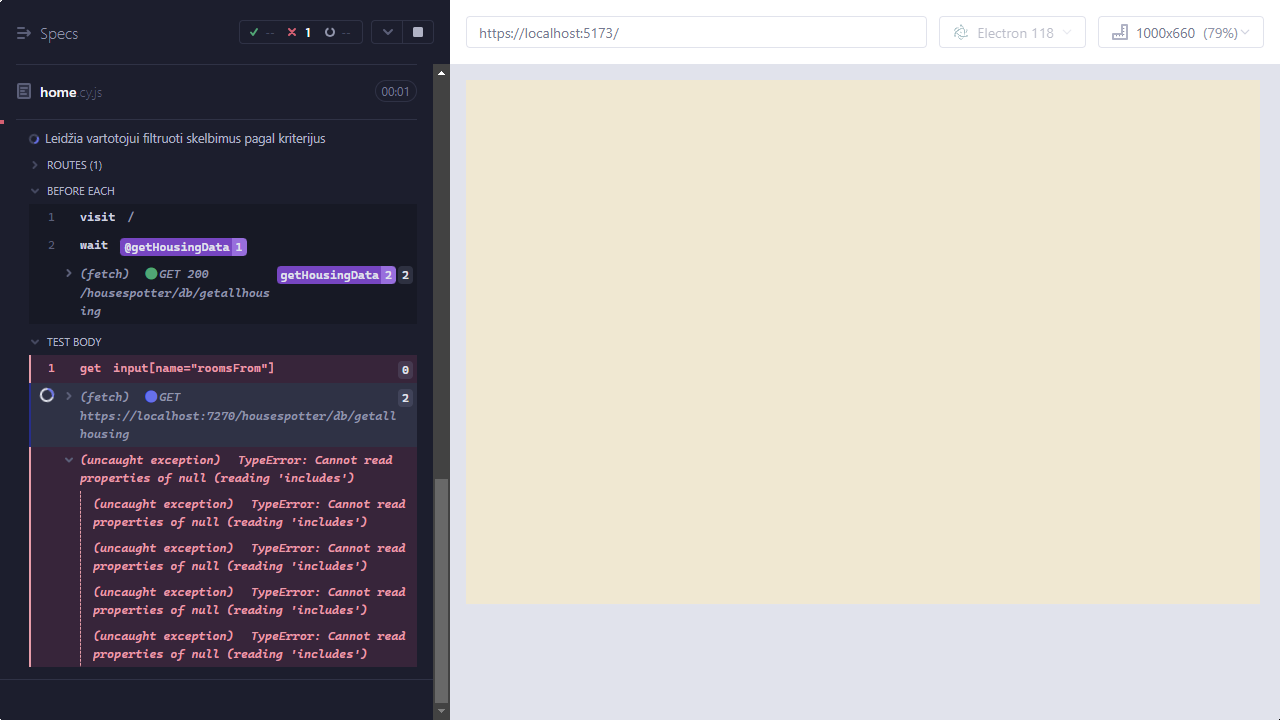 Specs
-- 1 --
home.cy.js
00:01
Leidžia vartotojui filtruoti skelbimus pagal kriterijus
ROUTES (1)
BEFORE EACH
1 visit /
2 wait @getHousingData 1
(fetch) GET 200 getHousingData 2 2
/housespotter/db/getallhous
ing
TEST BODY
1 get input[name="roomsFrom"] 0
(fetch) GET 2
https://localhost:7270/housespotter/db/getall
housing
(uncaught exception) TypeError: Cannot read
properties of null (reading 'includes')
(uncaught exception) TypeError: Cannot read
properties of null (reading 'includes')
(uncaught exception) TypeError: Cannot read
properties of null (reading 'includes')
(uncaught exception) TypeError: Cannot read
properties of null (reading 'includes')
(uncaught exception) TypeError: Cannot read
properties of null (reading 'includes')
https://localhost:5173/
Electron 118
1000x660 (79%)